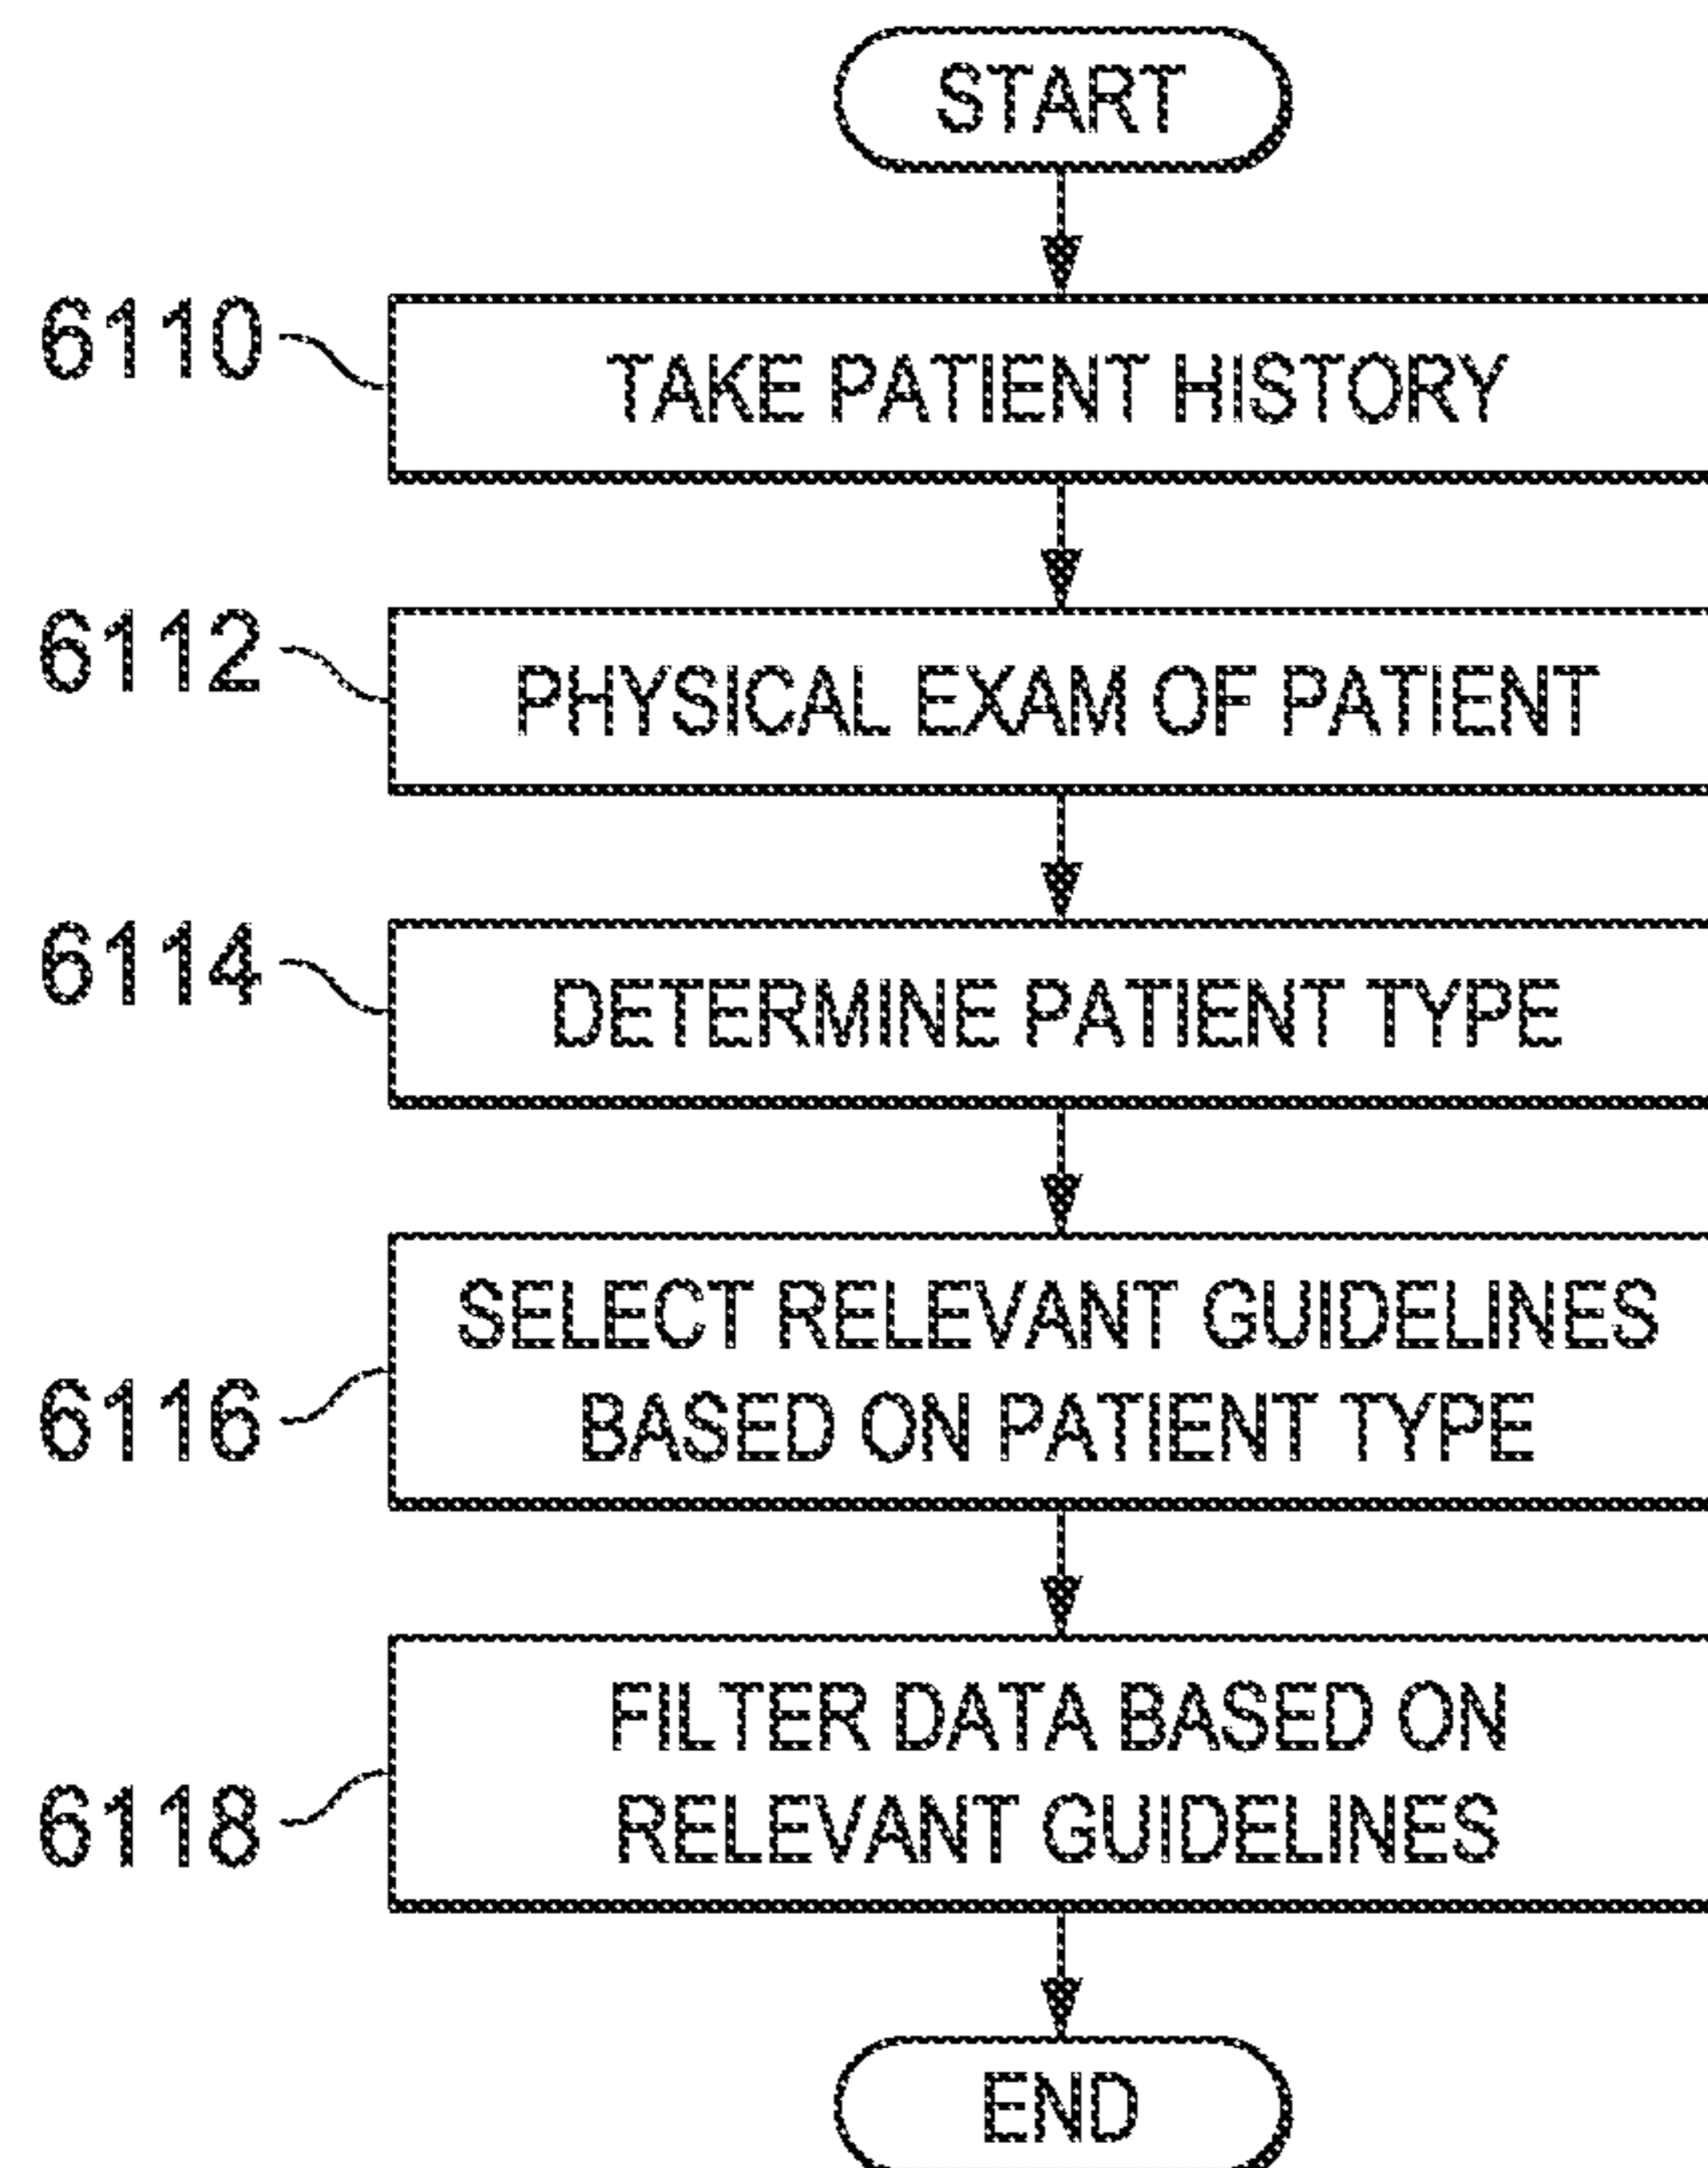 START
6110
TAKE PATIENT HISTORY
6112
PHYSICAL EXAM OF PATIENT
6114
DETERMINE PATIENT TYPE
SELECT RELEVANT GUIDELINES
BASED ON PATIENT TYPE
6116
FILTER DATA BASED ON
RELEVANT GUIDELINES
6118
END